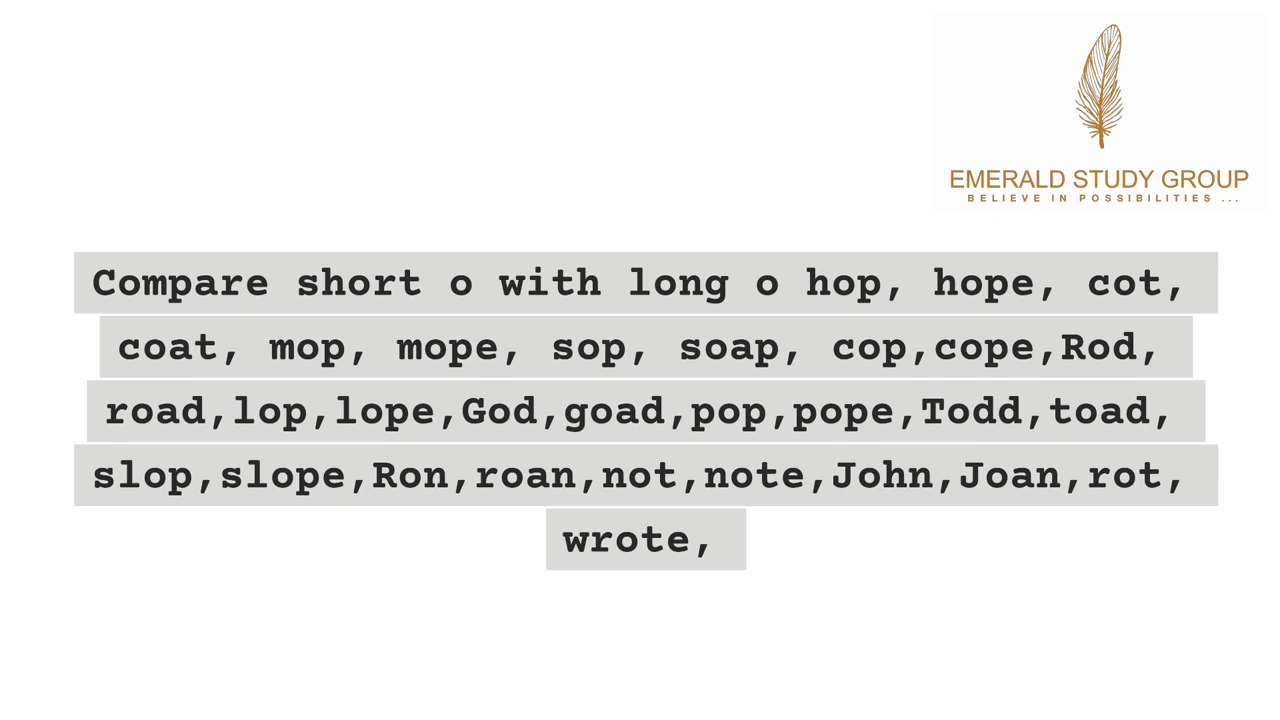 EMERALD STUDY GROUP
BELIEVE IN POSSIBILITIES ...
Compare short o with long o hop, hope, cot,
coat, mop, mope, sop, soap, cop,cope,Rod,
road,lop,lope,God,goad,pop,pope,Todd,toad,
slop,slope,Ron,roan,not,note,John,Joan,rot,
wrote,